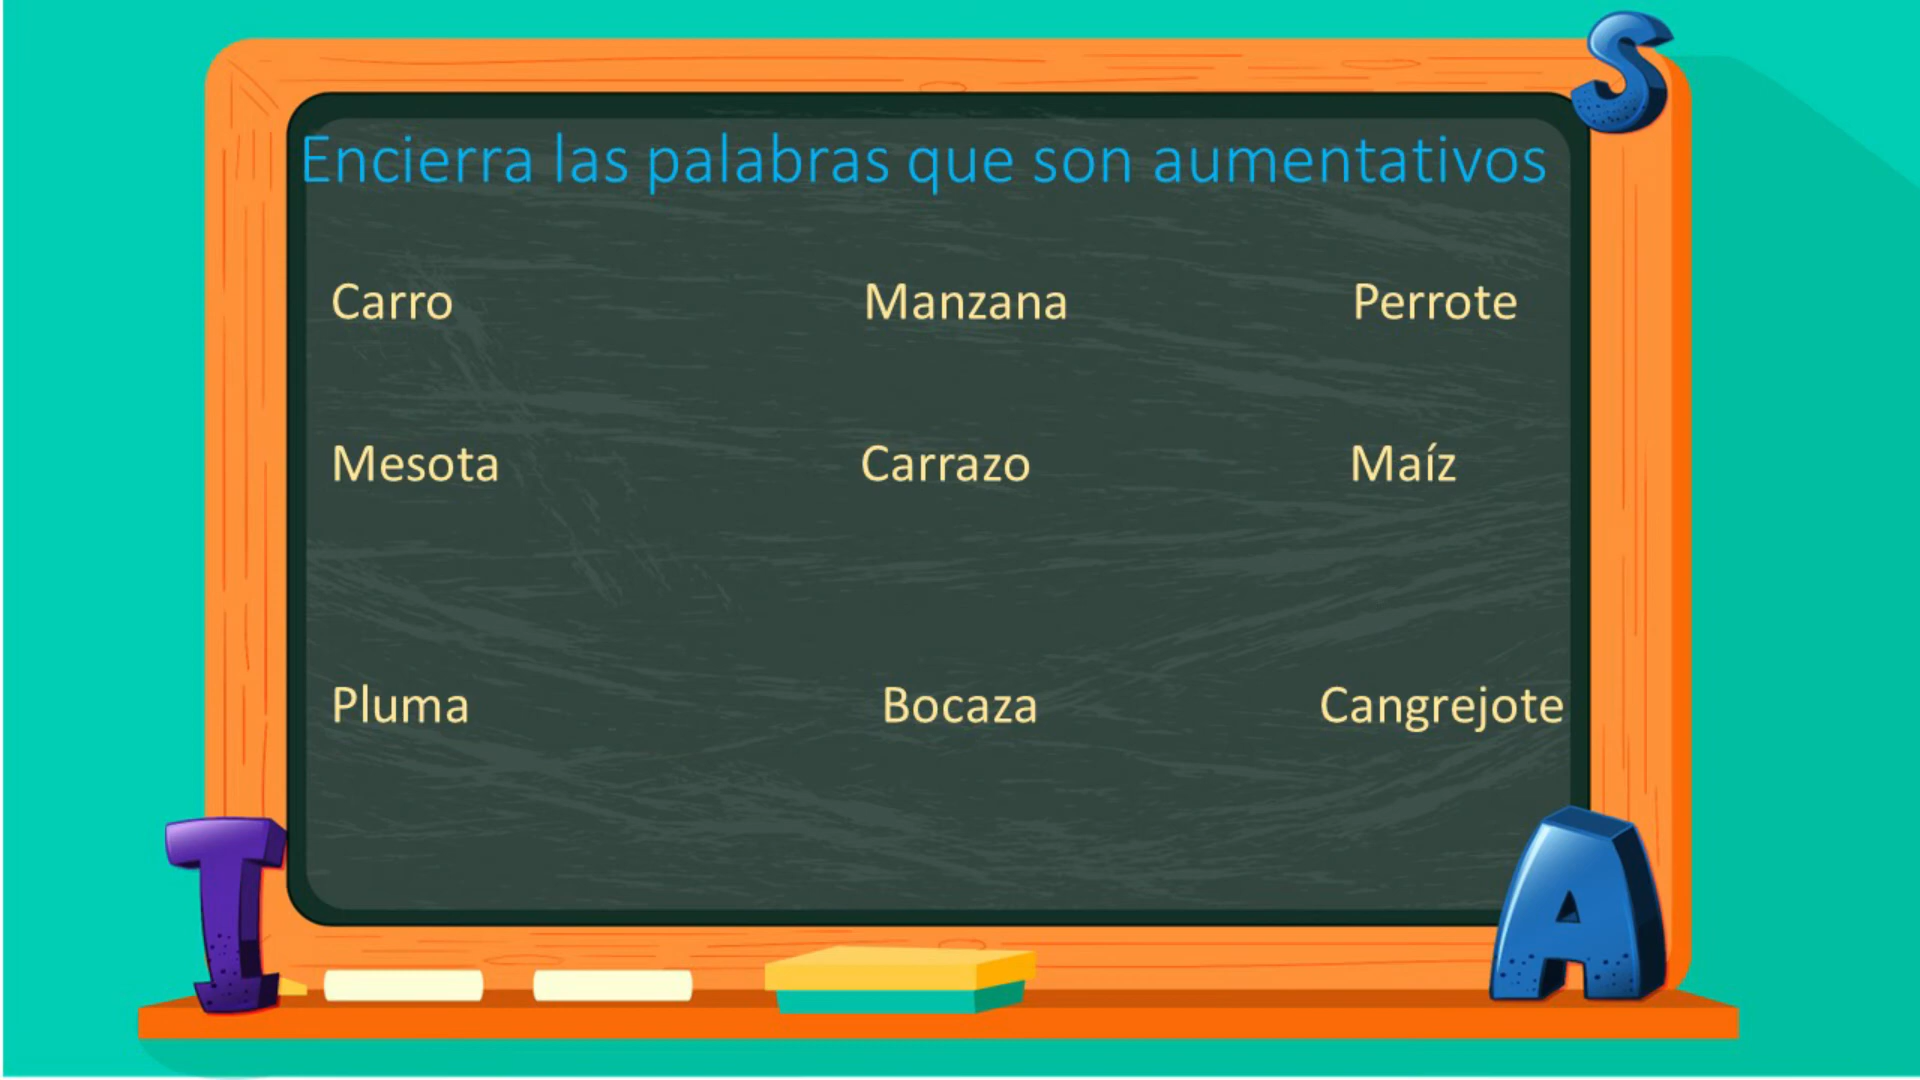 S
Encierra las palabras que son aumentativos
Carro Manzana Perrote
Mesota Carrazo Maíz
Pluma Bocaza Cangrejote
I A